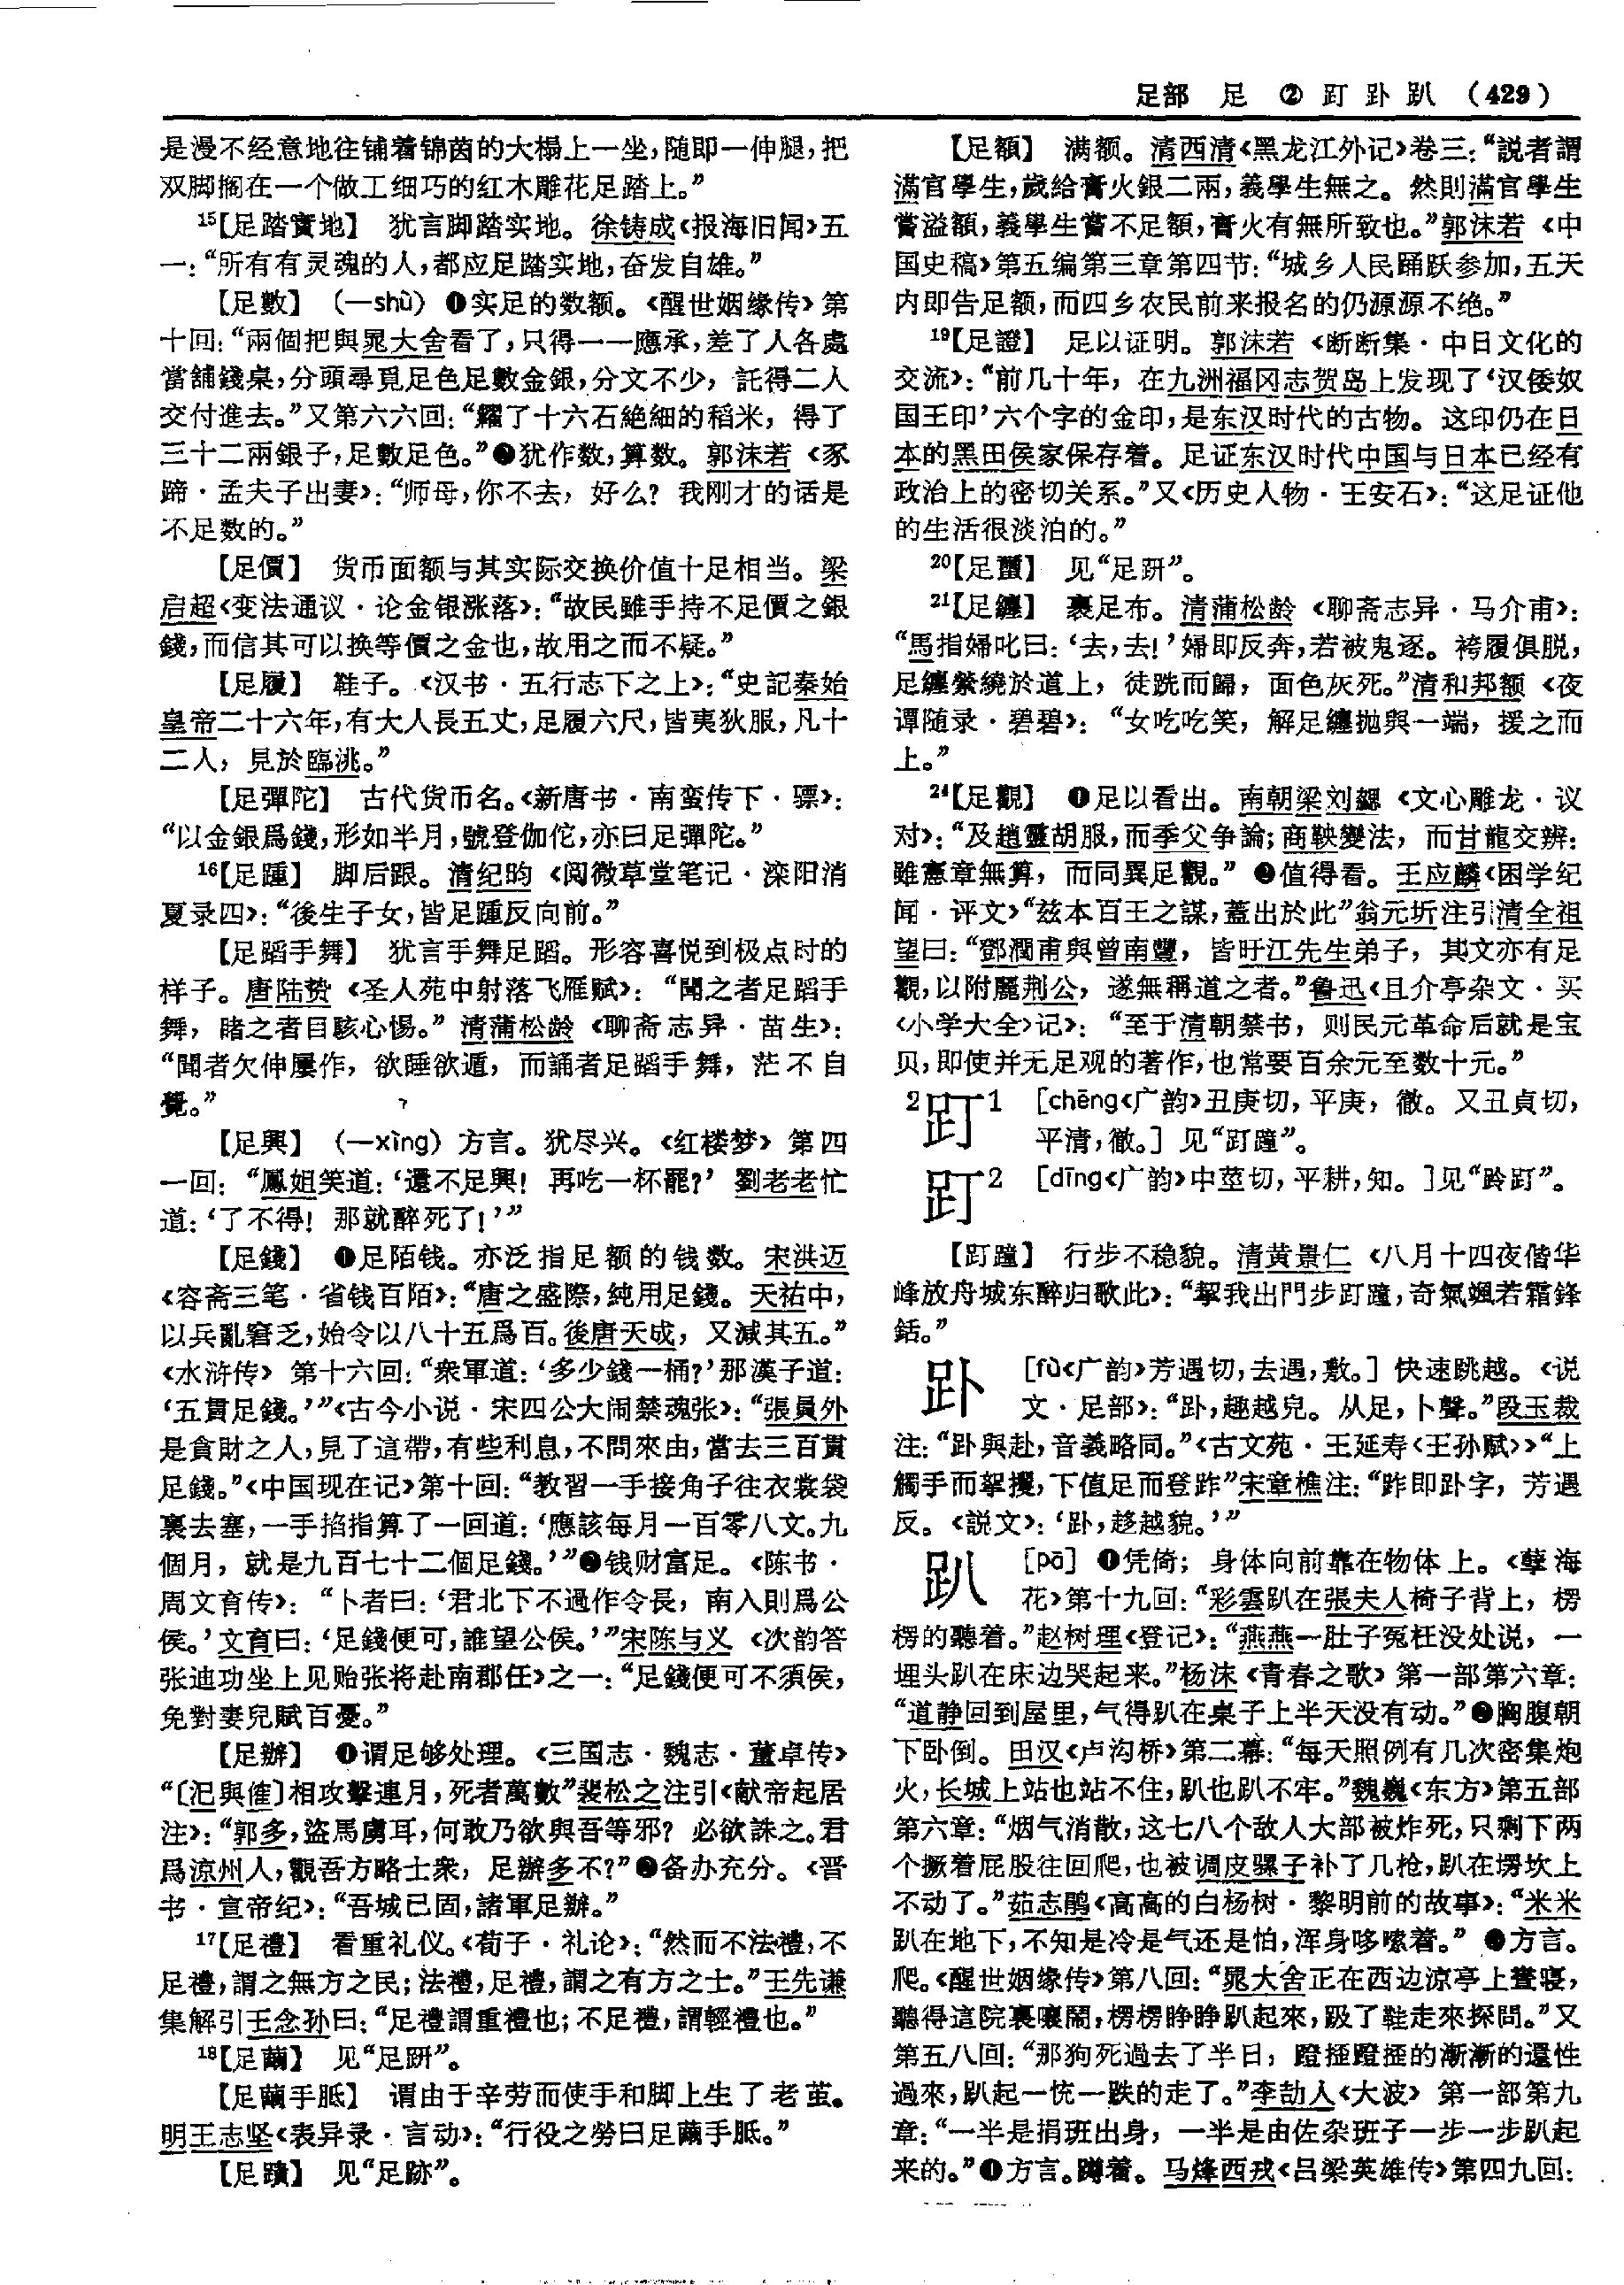 足部 足 ② 趶 趴 趴 (429)
是漫不经意地往铺着锦茵的大榻上一坐,随即一伸腿,把
双脚搁在一个做工细巧的红木雕花足踏上。”
15【足踏實地】 犹言脚踏实地。徐铸成《报海旧闻》五
一:“所有有灵魂的人,都应足踏实地,奋发自雄。”
【足數】 (—shù) ❶实足的数额。《醒世姻缘传》第
十回:“兩個把與晁大舍看了,只得一一應承,差了人各處
當舖錢桌,分頭尋覓足色足數金銀,分文不少,託得二人
交付進去。”又第六六回:“糶了十六石絶細的稻米,得了
三十二兩銀子,足數足色。”❷犹作数,算数。郭沫若《豕
蹄·孟夫子出妻》:“师母,你不去,好么?我刚才的话是
不足数的。”
【足價】 货币面额与其实际交换价值十足相当。梁
启超《变法通议·论金银涨落》:“故民雖手持不足價之銀
錢,而信其可以换等價之金也,故用之而不疑。”
【足履】 鞋子。《汉书·五行志下之上》:“史記秦始
皇帝二十六年,有大人長五丈,足履六尺,皆夷狄服,凡十
二人,見於臨洮。”
【足彈陀】 古代货币名。《新唐书·南蛮传下·骠》:
“以金銀爲錢,形如半月,號登伽佗,亦曰足彈陀。”
16【足踵】 脚后跟。清纪昀《阅微草堂笔记·滦阳消
夏录四》:“後生子女,皆足踵反向前。”
【足蹈手舞】 犹言手舞足蹈。形容喜悦到极点时的
样子。唐陆贽《圣人苑中射落飞雁赋》:“聞之者足蹈手
舞,睹之者目駭心惕。”清蒲松龄《聊斋志异·苗生》:
“聞者欠伸屢作,欲睡欲遁,而誦者足蹈手舞,茫不自
覺。”
【足興】 (—xìng) 方言。犹尽兴。《红楼梦》第四
一回:“鳳姐笑道:‘還不足興!再吃一杯罷?’劉老老忙
道:‘了不得!那就醉死了!’”
【足錢】 ❶足陌钱。亦泛指足额的钱数。宋洪迈
《容斋三笔·省钱百陌》:“唐之盛際,純用足錢。天祐中,
以兵亂窘乏,始令以八十五爲百。後唐天成,又減其五。”
《水浒传》第十六回:“衆軍道:‘多少錢一桶?’那漢子道:
‘五貫足錢。’”《古今小说·宋四公大闹禁魂张》:“張員外
是貪財之人,見了這帶,有些利息,不問來由,當去三百貫
足錢。”《中国现在记》第十回:“教習一手接角子往衣裳袋
裏去塞,一手掐指算了一回道:‘應該每月一百零八文。九
個月,就是九百七十二個足錢。’”❷钱财富足。《陈书·
周文育传》:“卜者曰:‘君北下不過作令長,南入則爲公
侯。’文育曰:‘足錢便可,誰望公侯。’”宋陈与义《次韵答
张迪功坐上见贻张将赴南郡任》之一:“足錢便可不須侯,
免對妻兒賦百憂。”
【足辦】 ❶谓足够处理。《三国志·魏志·董卓传》
“〔汜與傕〕相攻擊連月,死者萬數”裴松之注引《献帝起居
注》:“郭多,盜馬虜耳,何敢乃欲與吾等邪?必欲誅之。君
爲凉州人,觀吾方略士衆,足辦多不?”❷备办充分。《晋
书·宣帝纪》:“吾城已固,諸軍足辦。”
17【足禮】 看重礼仪。《荀子·礼论》:“然而不法禮,不
足禮,謂之無方之民;法禮,足禮,謂之有方之士。”王先谦
集解引王念孙曰:“足禮謂重禮也;不足禮,謂輕禮也。”
18【足繭】 见“足趼”。
【足繭手胝】 谓由于辛劳而使手和脚上生了老茧。
明王志坚《表异录·言动》:“行役之勞曰足繭手胝。”
【足蹟】 见“足跡”。
【足額】 满额。清西清《黑龙江外记》卷三:“説者謂
滿官學生,歲給膏火銀二兩,義學生無之。然則滿官學生
嘗溢額,義學生嘗不足額,膏火有無所致也。”郭沫若《中
国史稿》第五编第三章第四节:“城乡人民踊跃参加,五天
内即告足额,而四乡农民前来报名的仍源源不绝。”
19【足證】 足以证明。郭沫若《断断集·中日文化的
交流》:“前几十年,在九洲福冈志贺岛上发现了‘汉倭奴
国王印’六个字的金印,是东汉时代的古物。这印仍在日
本的黑田侯家保存着。足证东汉时代中国与日本已经有
政治上的密切关系。”又《历史人物·王安石》:“这足证他
的生活很淡泊的。”
20【足蠒】 见“足趼”。
21【足纏】 裹足布。清蒲松龄《聊斋志异·马介甫》:
“馬指婦叱曰:‘去,去!’婦即反奔,若被鬼逐。袴履俱脱,
足纏縈繞於道上,徒跣而歸,面色灰死。”清和邦额《夜
谭随录·碧碧》:“女吃吃笑,解足纏抛與一端,援之而
上。”
24【足觀】 ❶足以看出。南朝梁刘勰《文心雕龙·议
对》:“及趙靈胡服,而季父争論;商鞅變法,而甘龍交辨:
雖憲章無算,而同異足觀。” ❷值得看。王应麟《困学纪
闻·评文》“兹本百王之謀,蓋出於此”翁元圻注引清全祖
望曰:“鄧潤甫與曾南豐,皆盱江先生弟子,其文亦有足
觀,以附麗荆公,遂無稱道之者。”鲁迅《且介亭杂文·买
《小学大全》记》:“至于清朝禁书,则民元革命后就是宝
贝,即使并无足观的著作,也常要百余元至数十元。”
2 趶1 [chēng《广韵》丑庚切,平庚,徹。又丑貞切,
平清,徹。] 见“趶蹱”。
趶2 [dīng《广韵》中莖切,平耕,知。]见“跉趶”。
行步不稳貌。清黄景仁《八月十四夜偕华
峰放舟城东醉归歌此》:“挈我出門步,奇氣颯若霜鋒
銛。”
[fù《广韵》芳遇切,去遇,敷。] 快速跳越。《说
文·足部》:“趴,趣越皃。从足,卜聲。”段玉裁
注:“與赴,音義略同。”《古文苑·王延寿《王孙赋》》“上
觸手而拏攫,下值足而登”宋章樵注:“即字,芳遇
反。《説文》:‘越貌。’”
趴 [pā] ❶凭倚;身体向前靠在物体上。《孽海
花》第十九回:“彩雲趴在張夫人椅子背上,楞
楞的聽着。”赵树理《登记》:“燕燕一肚子冤枉没处说,一
埋头趴在床边哭起来。”杨沫《青春之歌》第一部第六章:
“道静回到屋里,气得趴在桌子上半天没有动。”❷胸腹朝
下卧倒。田汉《卢沟桥》第二幕:“每天照例有几次密集炮
火,长城上站也站不住,趴也趴不牢。”魏巍《东方》第五部
第六章:“烟气消散,这七八个敌人大部被炸死,只剩下两
个撅着屁股往回爬,也被调皮骡子补了几枪,趴在塄坎上
不动了。”茹志鹃《高高的白杨树·黎明前的故事》:“米米
趴在地下,不知是冷是气还是怕,浑身哆嗦着。” ❸方言。
爬。《醒世姻缘传》第八回:“晁大舍正在西边凉亭上晝寢,
聽得這院裏嚷鬧,楞楞睁睁趴起來,趿了鞋走來探問。”又
第五八回:“那狗死過去了半日,蹬挜蹬挜的漸漸的還性
過來,趴起一恍一跌的走了。”李劼人《大波》第一部第九
章:“一半是捐班出身,一半是由佐杂班子一步一步趴起
来的。”❹方言。蹲着。马烽西戎《吕梁英雄传》第四九回: